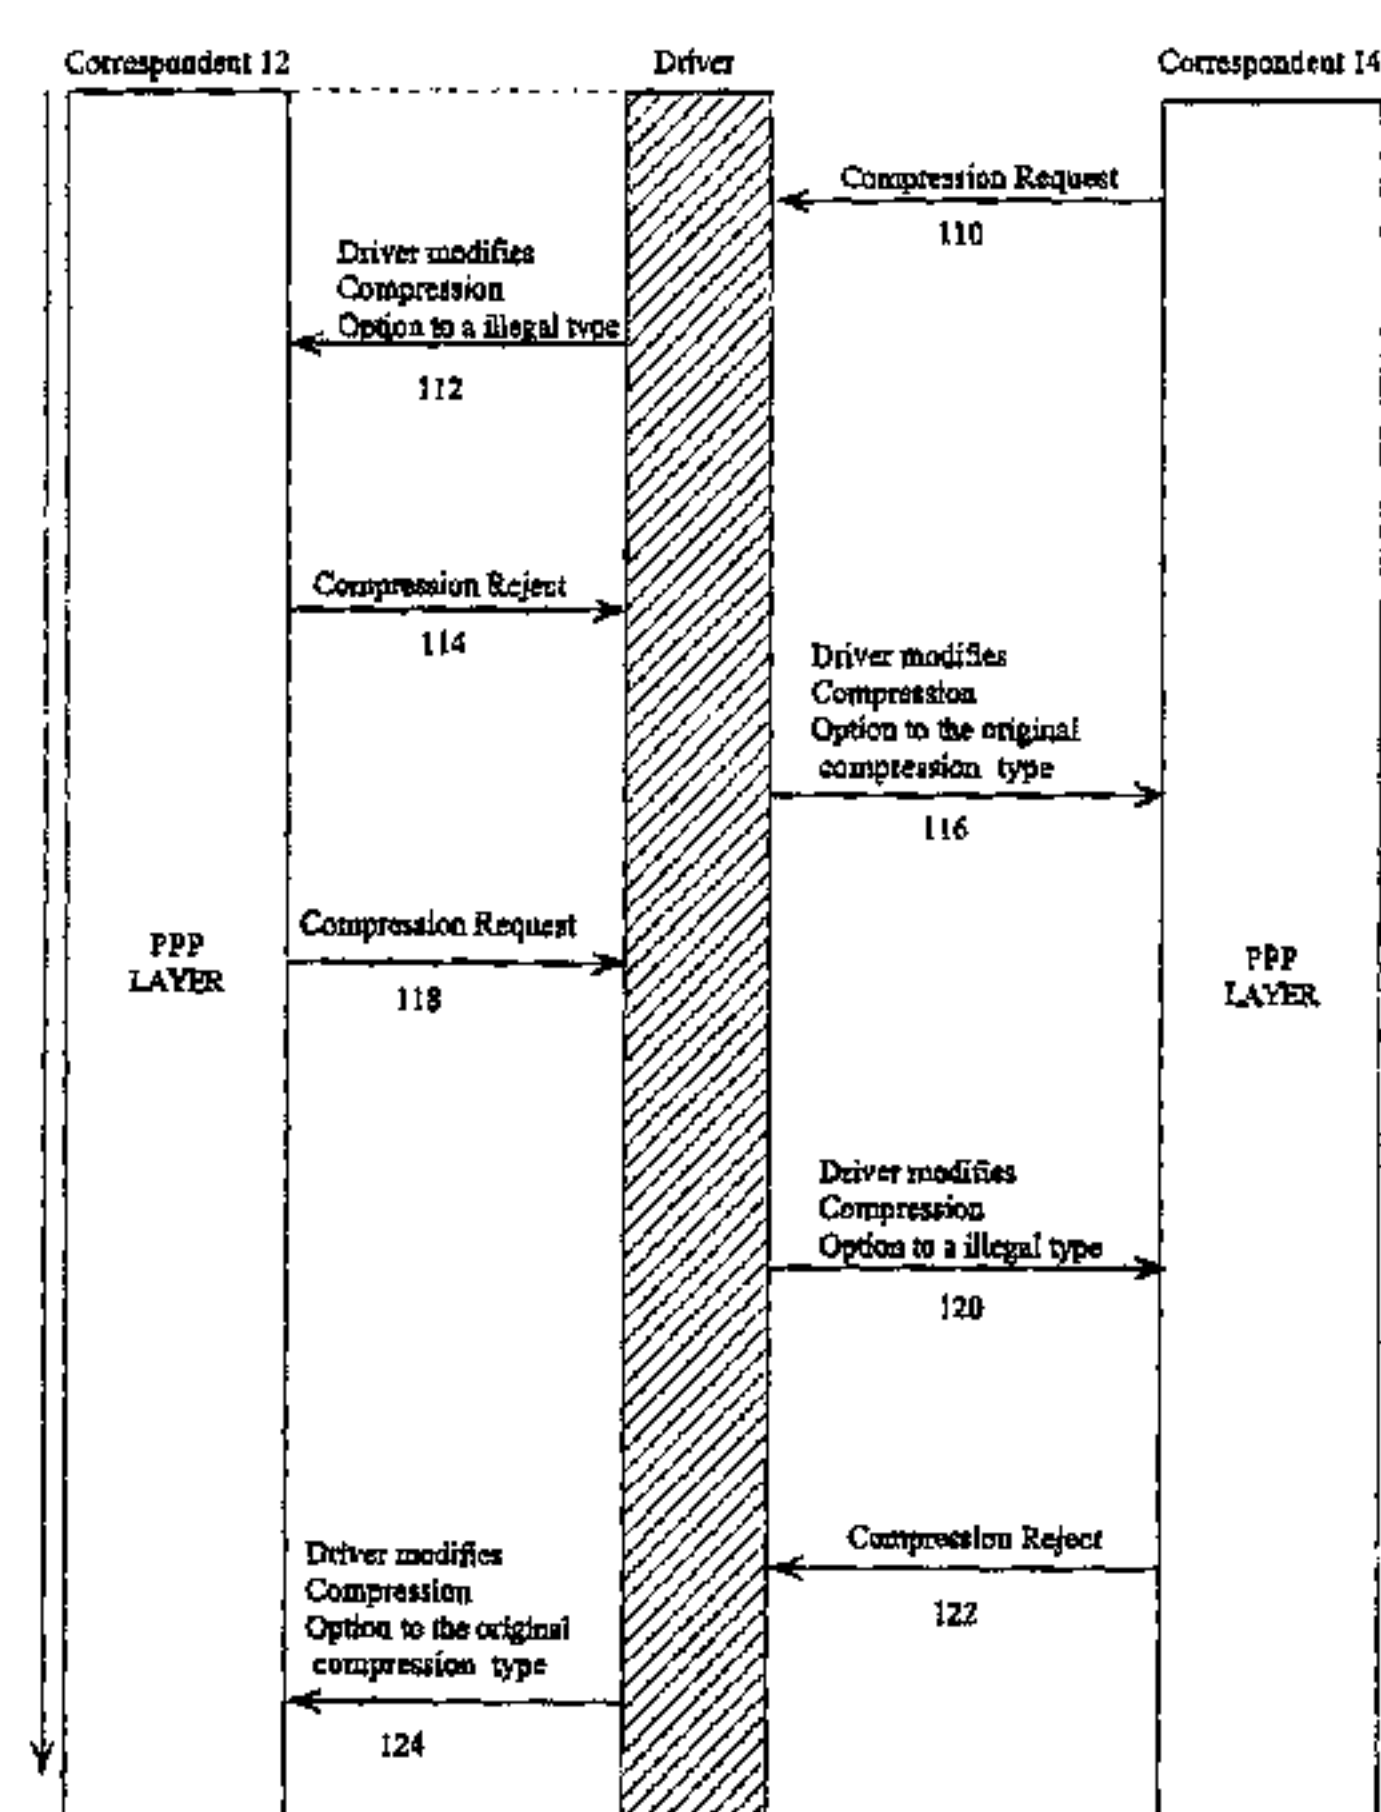 Correspondent 12
Driver
Correspondent 14
Compression Request
110
Driver modifies
Compression
Option to a illegal type
112
Compression Reject
114
Driver modifies
Compression
Option to the original
compression type
116
Compression Request
118
PPP
LAYER
PPP
LAYER
Driver modifies
Compression
Option to a illegal type
120
Compression Reject
122
Driver modifies
Compression
Option to the original
compression type
124